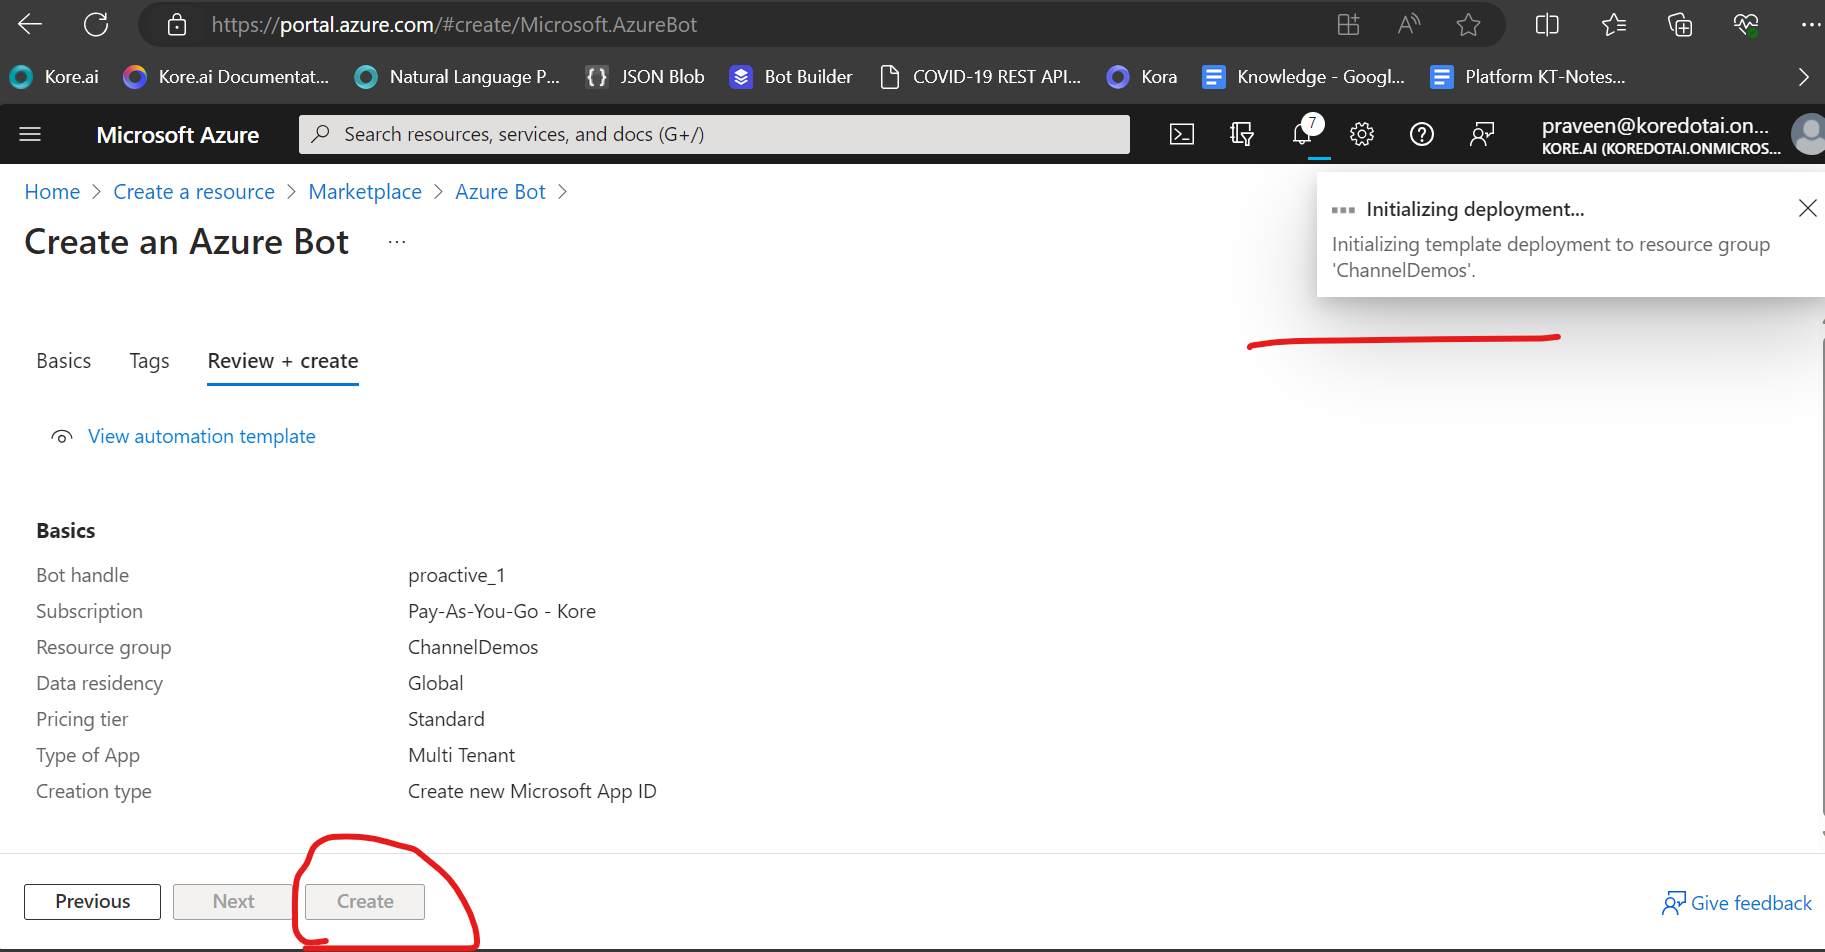 https://portal.azure.com/#create/Microsoft.AzureBot
Kore.ai Kore.ai Documentat... Natural Language P... {} JSON Blob Bot Builder COVID-19 REST API... Kora Knowledge - Googl... Platform KT-Notes...
Microsoft Azure
Search resources, services, and docs (G+/)
7
praveen@koredotai.on...
KORE.AI (KOREDOTAI.ONMICROS...
Home > Create a resource > Marketplace > Azure Bot >
Create an Azure Bot ...
Initializing deployment...
Initializing template deployment to resource group
'ChannelDemos'.
Basics Tags Review + create
View automation template
Basics
Bot handle proactive_1
Subscription Pay-As-You-Go - Kore
Resource group ChannelDemos
Data residency Global
Pricing tier Standard
Type of App Multi Tenant
Creation type Create new Microsoft App ID
Previous Next Create
Give feedback